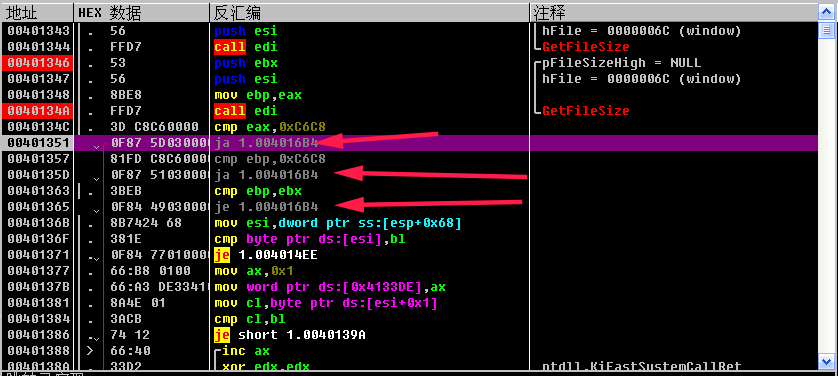 地址 HEX 数据 反汇编 注释
00401343 . 56 push esi hFile = 0000006C (window)
00401344 . FFD7 call edi GetFileSize
00401346 . 53 push ebx pFileSizeHigh = NULL
00401347 . 56 push esi hFile = 0000006C (window)
00401348 . 8BE8 mov ebp,eax
0040134A . FFD7 call edi GetFileSize
0040134C . 3D C8C60000 cmp eax,0xC6C8
00401351 0F87 5D030000 ja 1.004016B4
00401357 81FD C8C60000 cmp ebp,0xC6C8
0040135D 0F87 51030000 ja 1.004016B4
00401363 . 3BEB cmp ebp,ebx
00401365 . 0F84 49030000 je 1.004016B4
0040136B . 8B7424 68 mov esi,dword ptr ss:[esp+0x68]
0040136F . 381E cmp byte ptr ds:[esi],bl
00401371 . 0F84 77010000 je 1.004014EE
00401377 . 66:B8 0100 mov ax,0x1
0040137B . 66:A3 DE33410 mov word ptr ds:[0x4133DE],ax
00401381 . 8A4E 01 mov cl,byte ptr ds:[esi+0x1]
00401384 . 3ACB cmp cl,bl
00401386 . 74 12 je short 1.0040139A
00401388 > 66:40 inc ax
0040138A . 33D2 xor edx,edx ntdll.KiFastSystemCallRet